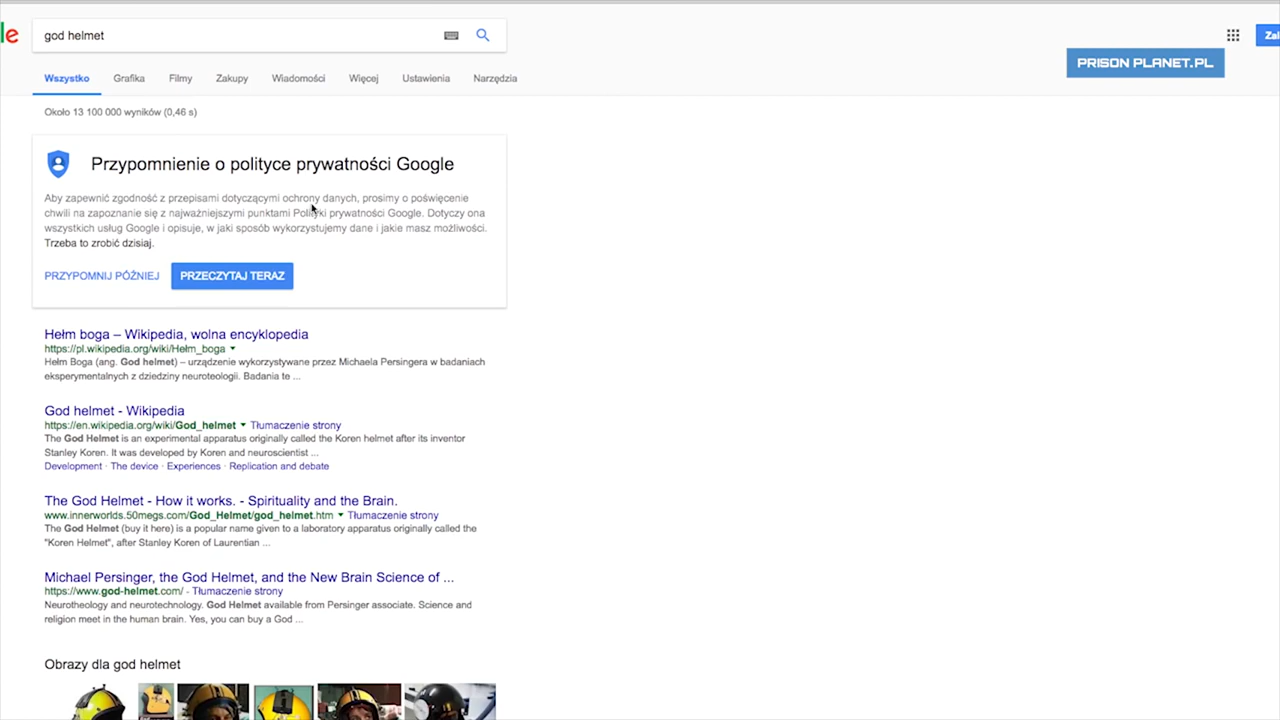 le
god helmet
PRISON PLANET.PL
Wszystko Grafika Filmy Zakupy Wiadomości Więcej Ustawienia Narzędzia
Około 13 100 000 wyników (0,46 s)
Przypomnienie o polityce prywatności Google
Aby zapewnić zgodność z przepisami dotyczącymi ochrony danych, prosimy o poświęcenie
chwili na zapoznanie się z najważniejszymi punktami Polityki prywatności Google. Dotyczy ona
wszystkich usług Google i opisuje, w jaki sposób wykorzystujemy dane i jakie masz możliwości.
Trzeba to zrobić dzisiaj.
PRZYPOMNIJ PÓŹNIEJ PRZECZYTAJ TERAZ
Hełm boga – Wikipedia, wolna encyklopedia
https://pl.wikipedia.org/wiki/Hełm_boga
Hełm Boga (ang. God helmet) – urządzenie wykorzystywane przez Michaela Persingera w badaniach
eksperymentalnych z dziedziny neuroteologii. Badania te ...
God helmet - Wikipedia
https://en.wikipedia.org/wiki/God_helmet Tłumaczenie strony
The God Helmet is an experimental apparatus originally called the Koren helmet after its inventor
Stanley Koren. It was developed by Koren and neuroscientist ...
Development · The device · Experiences · Replication and debate
The God Helmet - How it works. - Spirituality and the Brain.
www.innerworlds.50megs.com/God_Helmet/god_helmet.htm Tłumaczenie strony
The God Helmet (buy it here) is a popular name given to a laboratory apparatus originally called the
"Koren Helmet", after Stanley Koren of Laurentian ...
Michael Persinger, the God Helmet, and the New Brain Science of ...
https://www.god-helmet.com/ - Tłumaczenie strony
Neurotheology and neurotechnology. God Helmet available from Persinger associate. Science and
religion meet in the human brain. Yes, you can buy a God ...
Obrazy dla god helmet